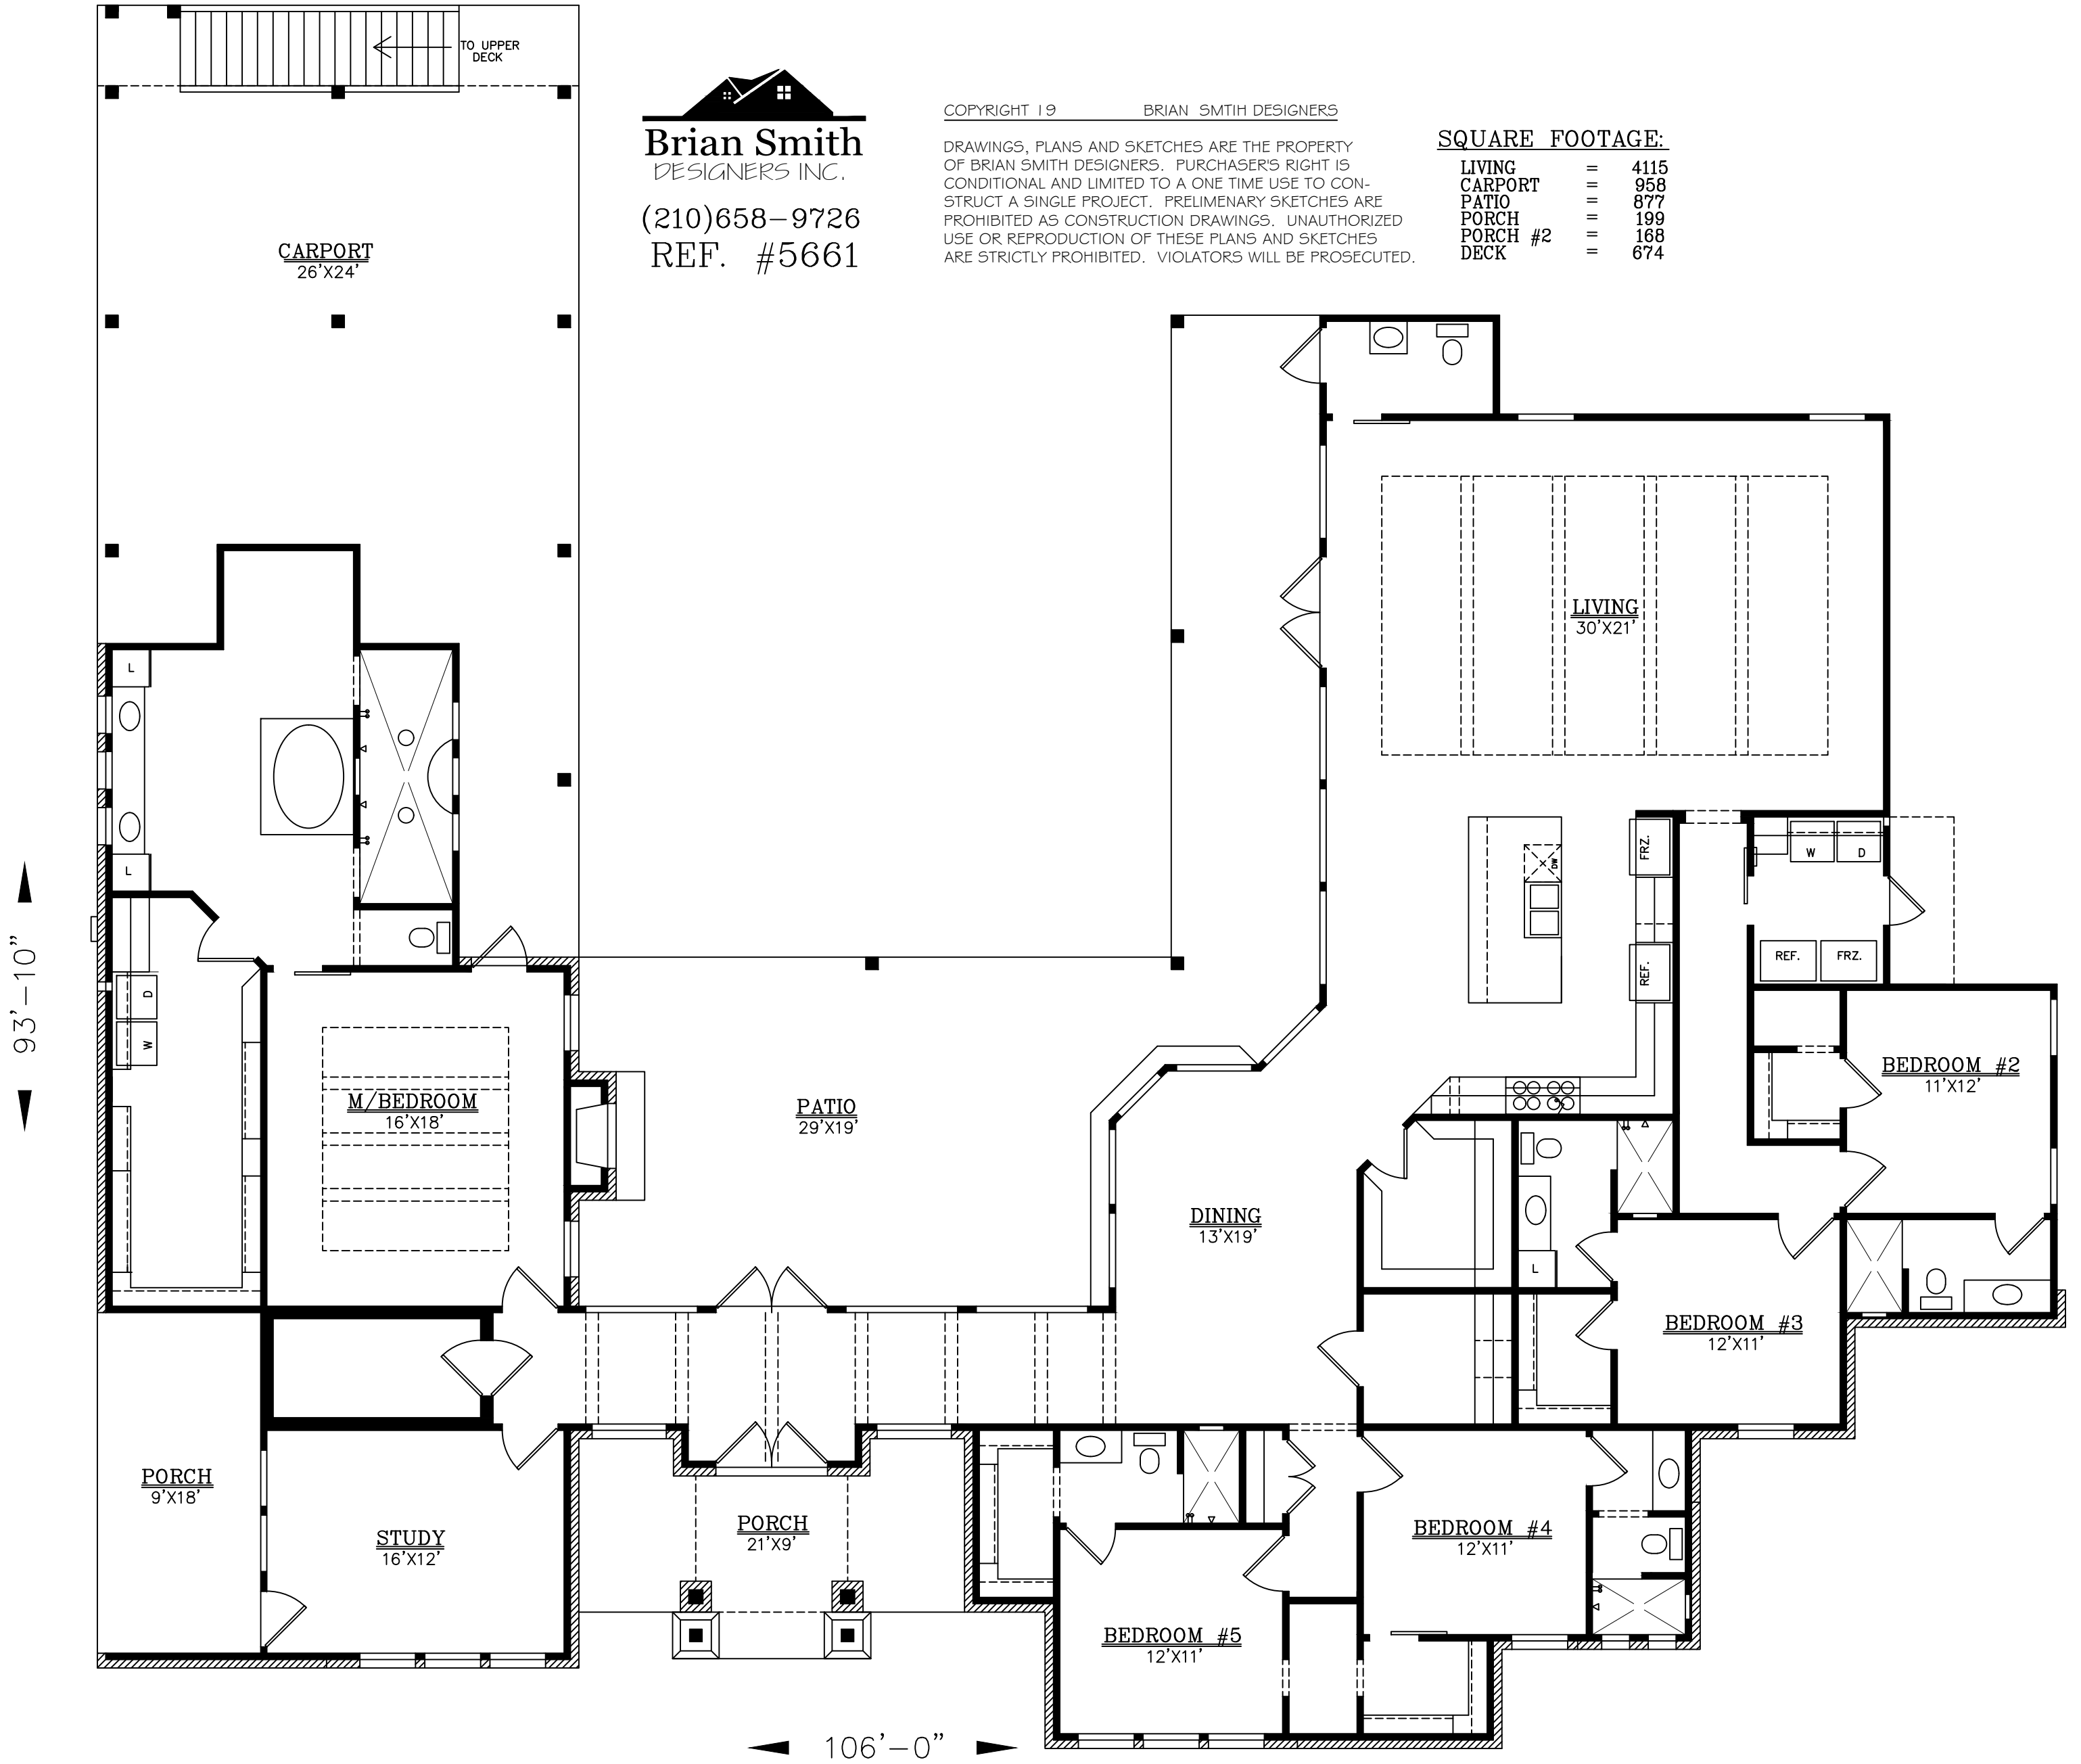 TO UPPER
DECK
Brian Smith
DESIGNERS INC.
(210)658-9726
REF. #5661
COPYRIGHT 19 BRIAN SMTIH DESIGNERS
DRAWINGS, PLANS AND SKETCHES ARE THE PROPERTY
OF BRIAN SMITH DESIGNERS. PURCHASER'S RIGHT IS
CONDITIONAL AND LIMITED TO A ONE TIME USE TO CON-
STRUCT A SINGLE PROJECT. PRELIMENARY SKETCHES ARE
PROHIBITED AS CONSTRUCTION DRAWINGS. UNAUTHORIZED
USE OR REPRODUCTION OF THESE PLANS AND SKETCHES
ARE STRICTLY PROHIBITED. VIOLATORS WILL BE PROSECUTED.
SQUARE FOOTAGE:
LIVING = 4115
CARPORT = 958
PATIO = 877
PORCH = 199
PORCH #2 = 168
DECK = 674
CARPORT
26'X24'
LIVING
30'X21'
L
L
FRZ.
DW
W D
REF.
REF. FRZ.
D
W
93'-10"
M/BEDROOM
16'X18'
PATIO
29'X19'
BEDROOM #2
11'X12'
DINING
13'X19'
L
BEDROOM #3
12'X11'
PORCH
9'X18'
STUDY
16'X12'
PORCH
21'X9'
BEDROOM #4
12'X11'
BEDROOM #5
12'X11'
106'-0"